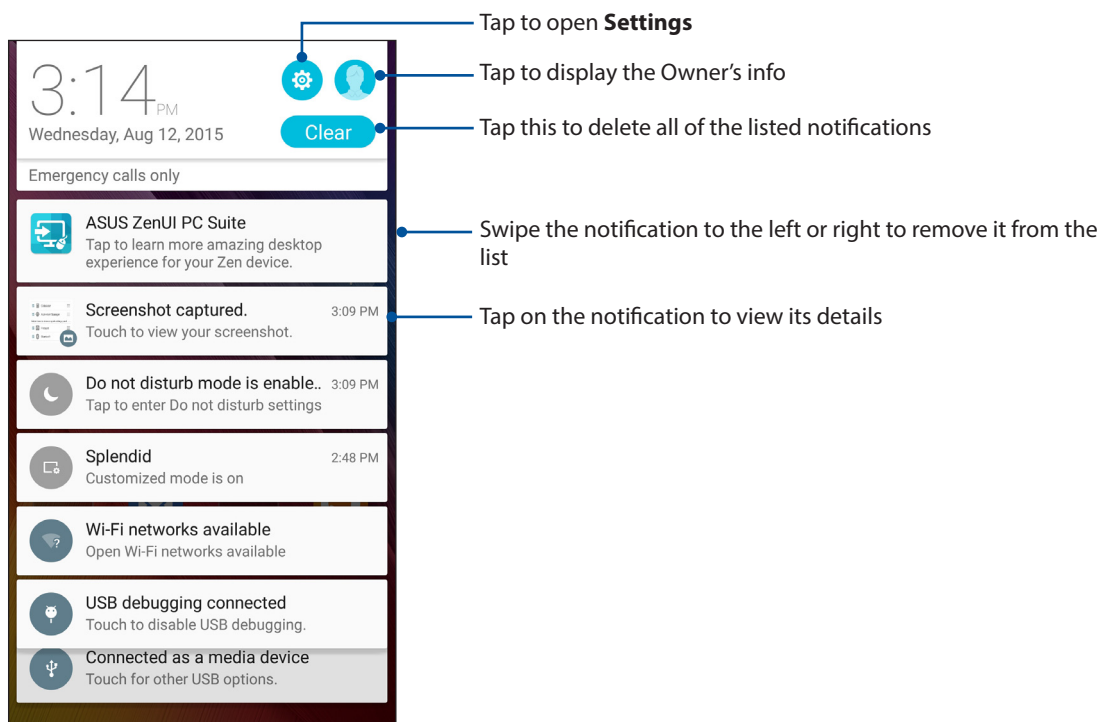 Tap to open Settings
3:14 PM
Tap to display the Owner's info
Wednesday, Aug 12, 2015
Clear
Tap this to delete all of the listed notifications
Emergency calls only
ASUS ZenUI PC Suite
Tap to learn more amazing desktop
experience for your Zen device.
Swipe the notification to the left or right to remove it from the
list
Screenshot captured. 3:09 PM
Touch to view your screenshot.
Tap on the notification to view its details
Do not disturb mode is enable.. 3:09 PM
Tap to enter Do not disturb settings
Splendid 2:48 PM
Customized mode is on
Wi-Fi networks available
Open Wi-Fi networks available
USB debugging connected
Touch to disable USB debugging.
Connected as a media device
Touch for other USB options.